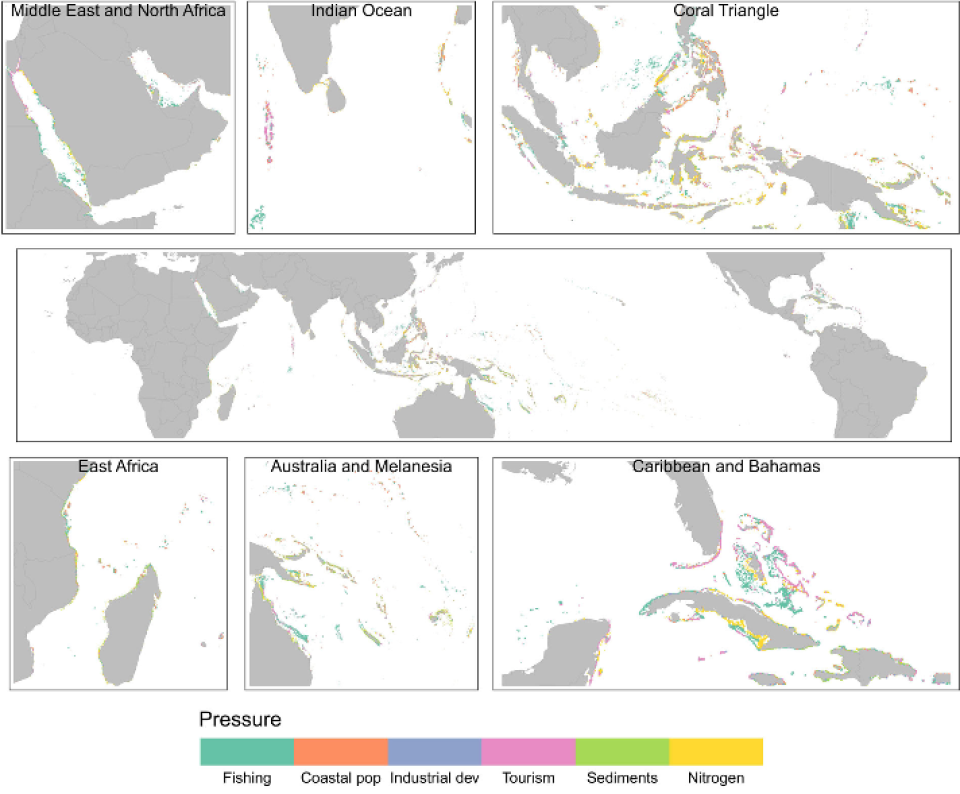 Middle East and North Africa
Indian Ocean
Coral Triangle
East Africa
Australia and Melanesia
Caribbean and Bahamas
Pressure
Fishing
Coastal pop
Industrial dev
Tourism
Sediments
Nitrogen